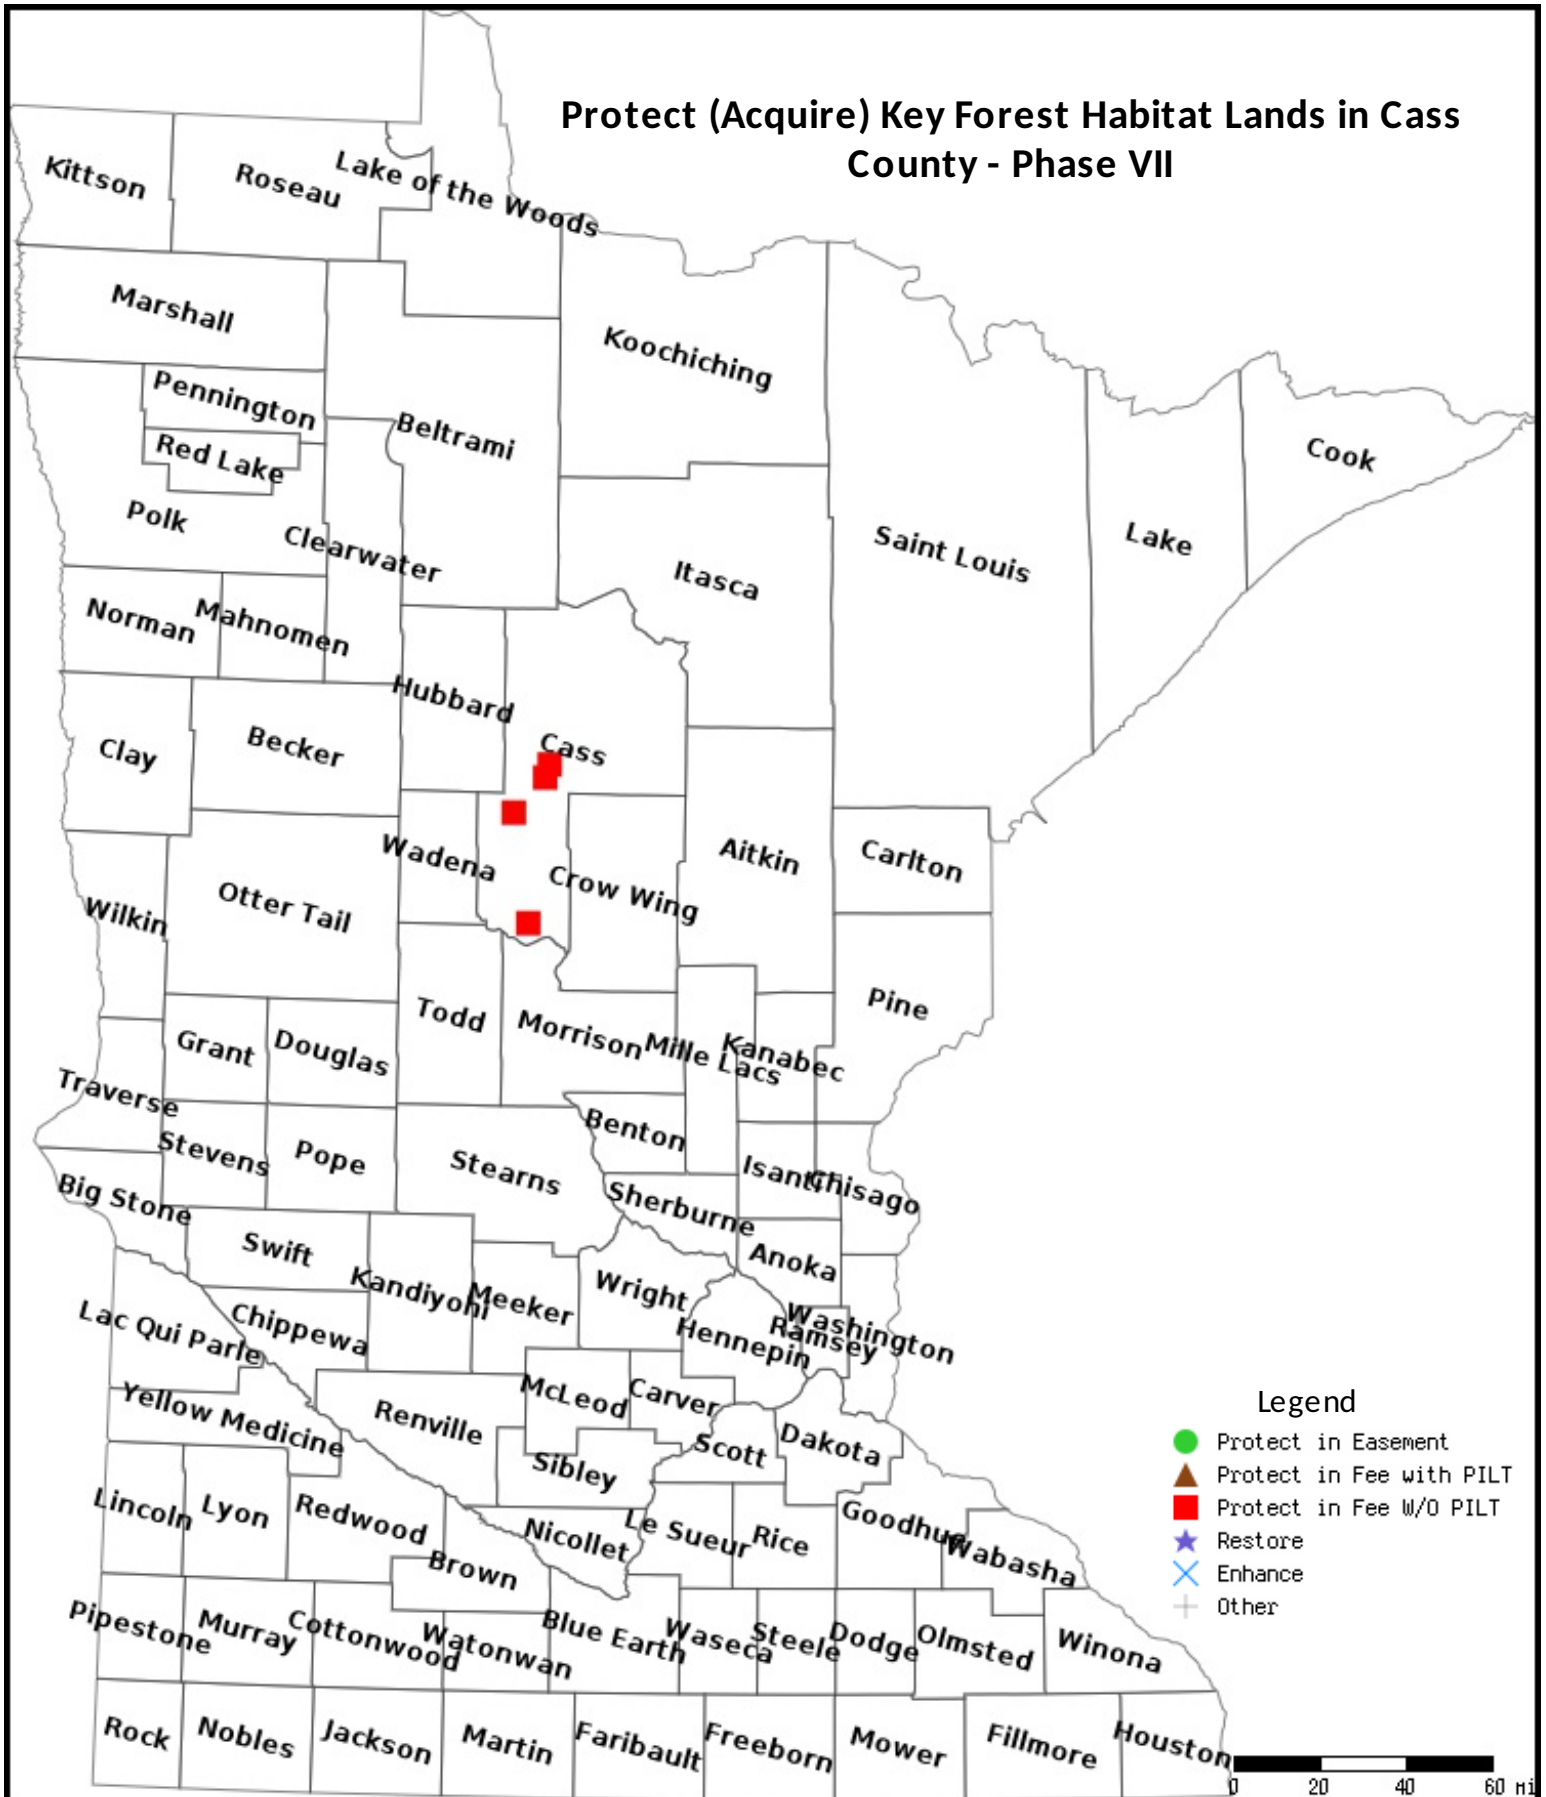 Protect (Acquire) Key Forest Habitat Lands in Cass
County - Phase VII
Kittson
Roseau
Lake of the Woods
Marshall
Koochiching
Pennington
Beltrami
Red Lake
Cook
Polk
Clearwater
Saint Louis
Lake
Itasca
Norman
Mahnomen
Hubbard
Clay
Becker
Cass
Wadena
Aitkin
Carlton
Otter Tail
Crow Wing
Wilkin
Todd
Pine
Grant
Douglas
Morrison
Mille Lacs
Kanabec
Traverse
Stevens
Pope
Stearns
Benton
Isanti
Chisago
Big Stone
Sherburne
Swift
Anoka
Kandiyohi
Meeker
Wright
Lac Qui Parle
Chippewa
Hennepin
Ramsey
Washington
Yellow Medicine
Renville
McLeod
Carver
Scott
Dakota
Sibley
Lincoln
Lyon
Redwood
Brown
Nicollet
Le Sueur
Rice
Goodhue
Wabasha
Pipestone
Murray
Cottonwood
Watonwan
Blue Earth
Waseca
Steele
Dodge
Olmsted
Winona
Rock
Nobles
Jackson
Martin
Faribault
Freeborn
Mower
Fillmore
Houston
Legend
Protect in Easement
Protect in Fee with PILT
Protect in Fee W/O PILT
Restore
Enhance
Other
0 20 40 60 mi